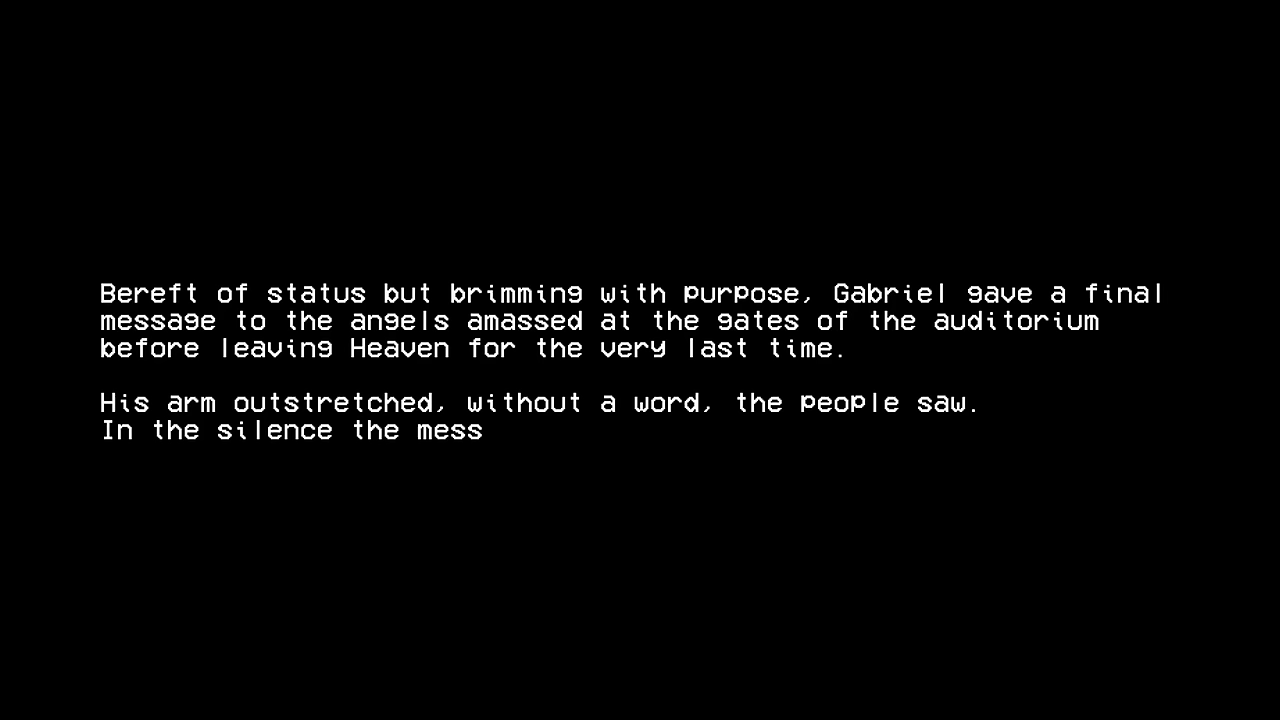 Bereft of status but brimming with purpose, Gabriel gave a final
message to the angels amassed at the gates of the auditorium
before leaving Heaven for the very last time.
His arm outstretched, without a word, the people saw.
In the silence the mess